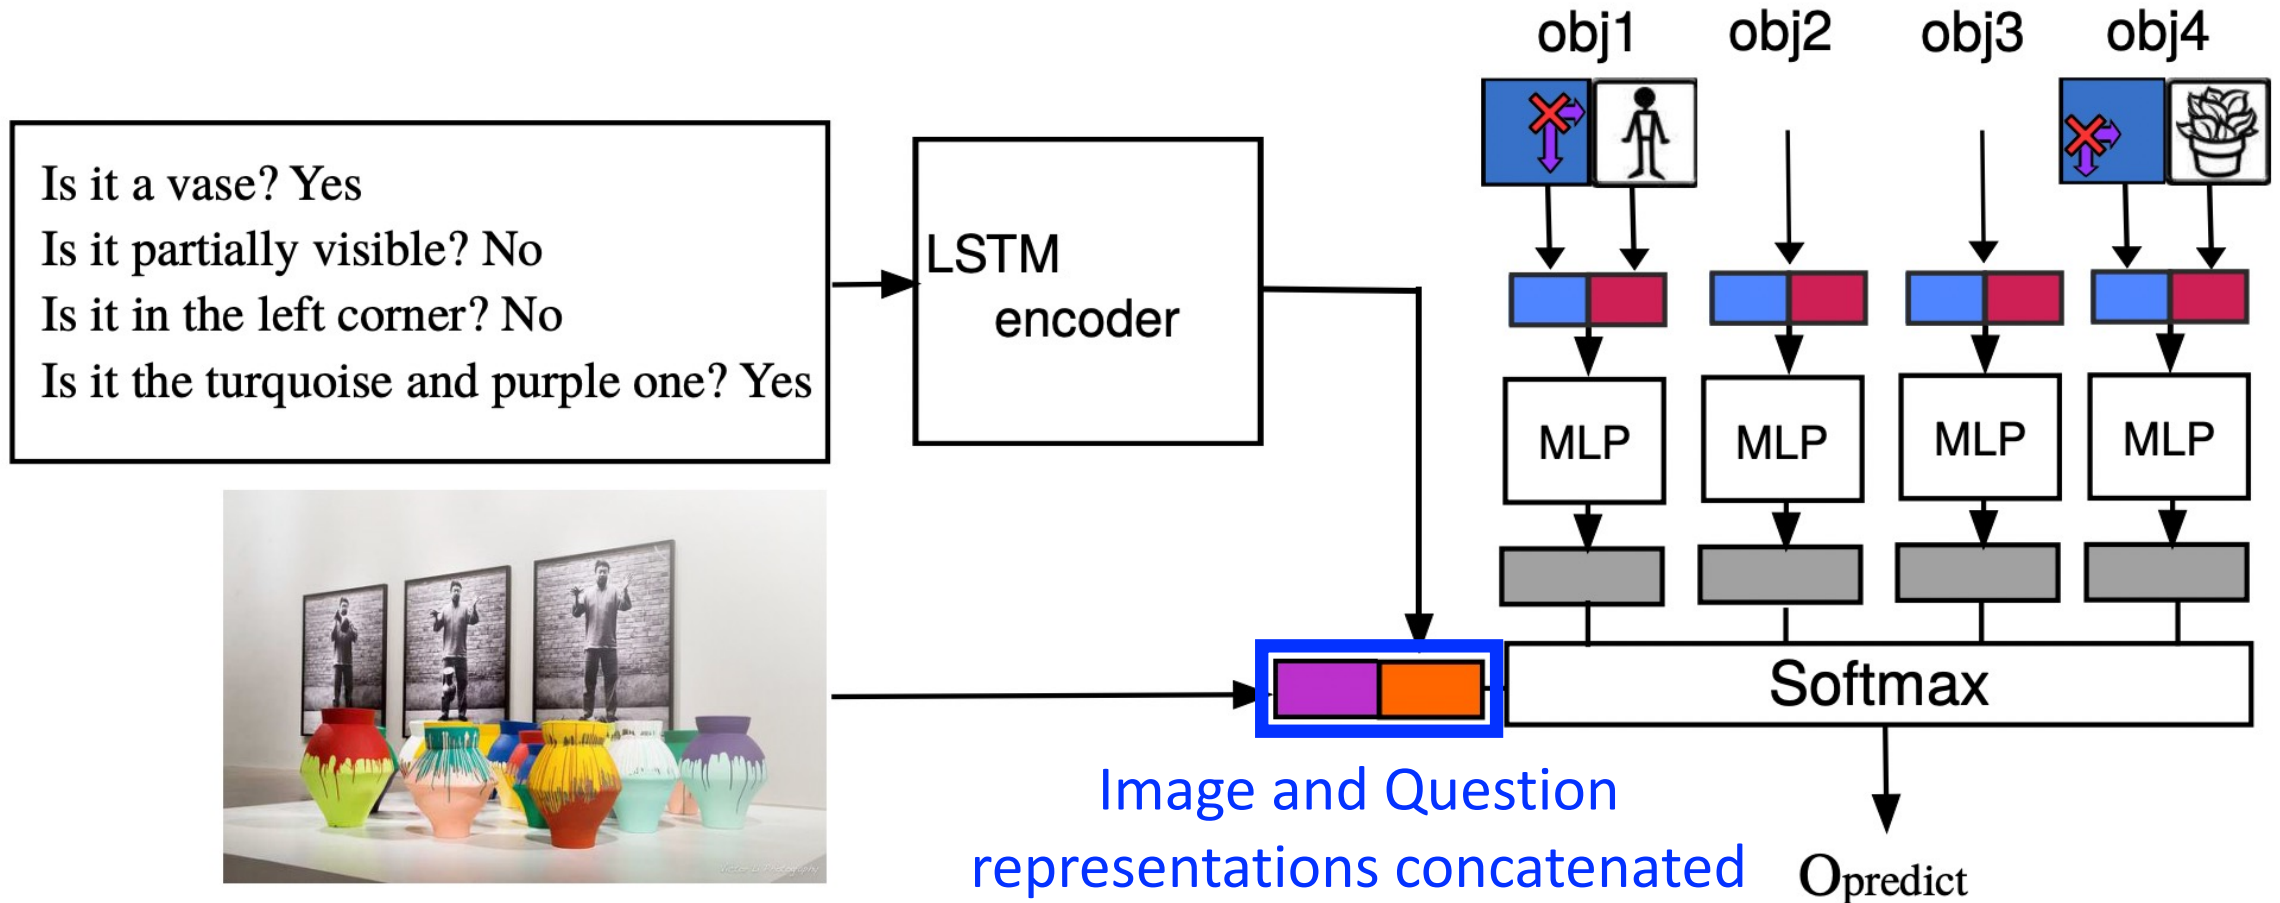 obj1 obj2 obj3 obj4
Is it a vase? Yes
Is it partially visible? No
Is it in the left corner? No
Is it the turquoise and purple one? Yes
LSTM
encoder
MLP MLP MLP MLP
Softmax
Image and Question
representations concatenated
Opredict